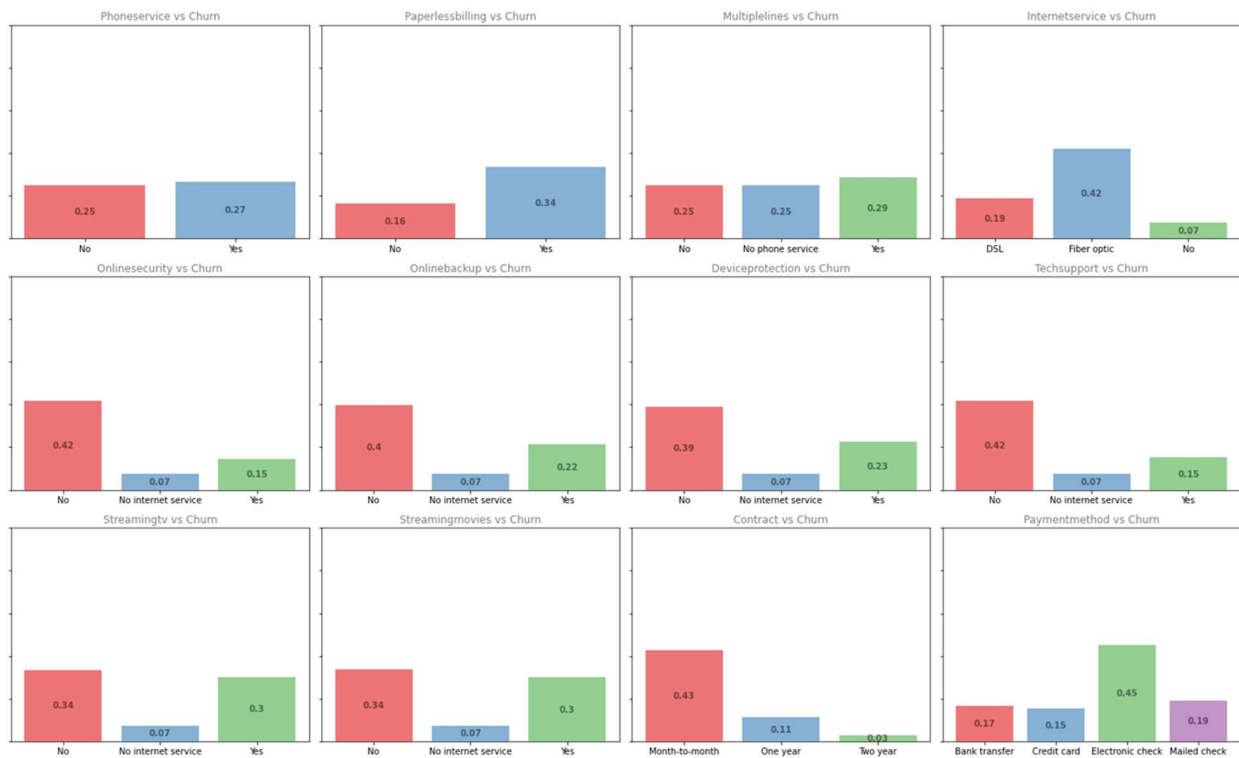 Phoneservice vs Churn
0.25
0.27
No
Yes
Paperlessbilling vs Churn
0.16
0.34
No
Yes
Multiplelines vs Churn
0.25
0.25
0.29
No
No phone service
Yes
Internetservice vs Churn
0.19
0.42
0.07
DSL
Fiber optic
No
Onlinesecurity vs Churn
0.42
0.07
0.15
No
No internet service
Yes
Onlinebackup vs Churn
0.4
0.07
0.22
No
No internet service
Yes
Deviceprotection vs Churn
0.39
0.07
0.23
No
No internet service
Yes
Techsupport vs Churn
0.42
0.07
0.15
No
No internet service
Yes
Streamingtv vs Churn
0.34
0.07
0.3
No
No internet service
Yes
Streamingmovies vs Churn
0.34
0.07
0.3
No
No internet service
Yes
Contract vs Churn
0.43
0.11
0.03
Month-to-month
One year
Two year
Paymentmethod vs Churn
0.17
0.15
0.45
0.19
Bank transfer
Credit card
Electronic check
Mailed check